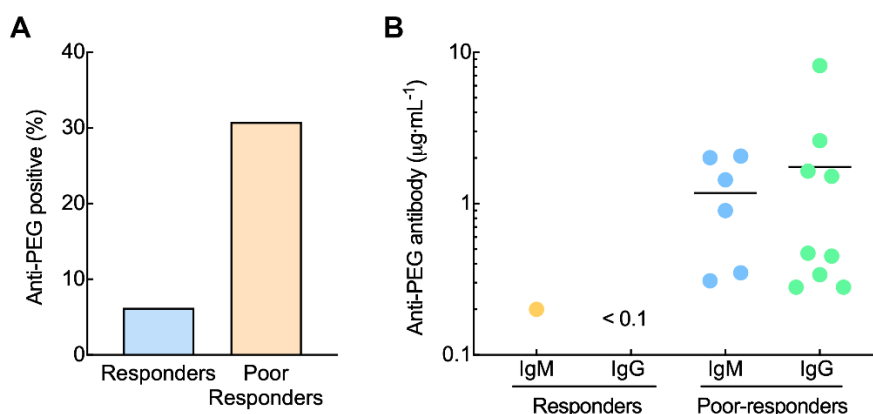 A
Anti-PEG positive (%)
40
30
20
10
0
Responders
Poor
Responders
B
Anti-PEG antibody (μg·mL⁻¹)
10
1
0.1
< 0.1
IgM
IgG
IgM
IgG
Responders
Poor-responders